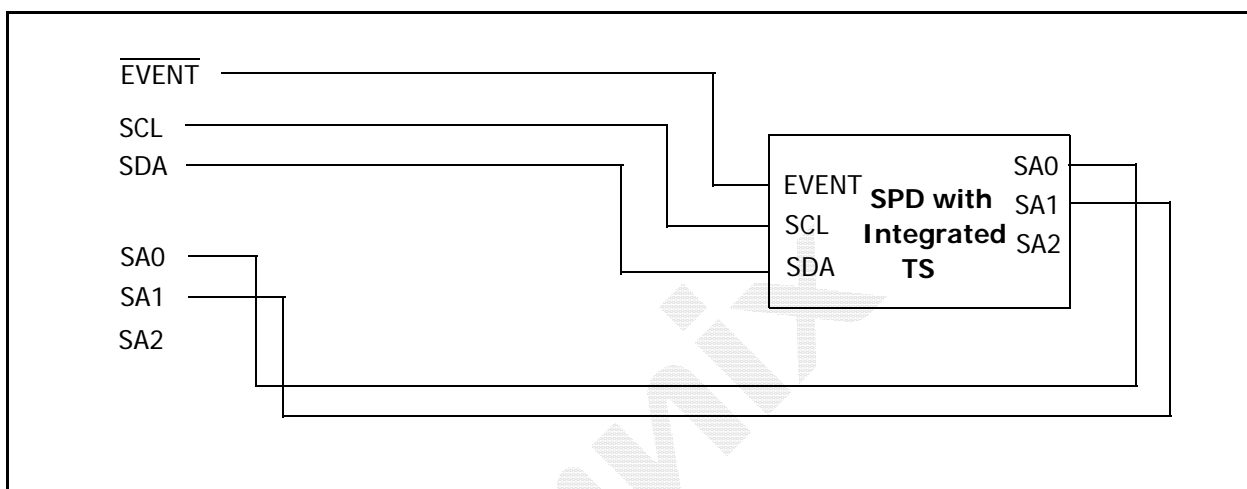 EVENT
SCL
SDA
SA0
SA1
SA2
EVENT
SCL
SDA
SPD with
Integrated
TS
SA0
SA1
SA2